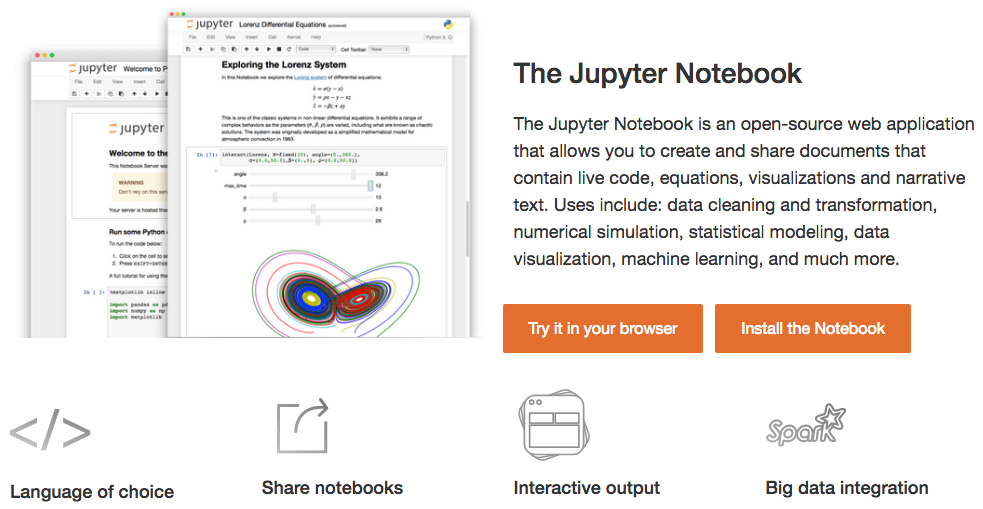 jupyter Lorenz Differential Equations (autosaved)
File Edit View Insert Cell Kernel Help
Python 3
Code
Cell Toolbar: None
Exploring the Lorenz System
In this Notebook we explore the Lorenz system of differential equations:
ẋ = σ(y − x)
ẏ = ρx − y − xz
ż = −βz + xy
This is one of the classic systems in non-linear differential equations. It exhibits a range of
complex behaviors as the parameters (σ, β, ρ) are varied, including what are known as chaotic
solutions. The system was originally developed as a simplified mathematical model for
atmospheric convection in 1963.
In [7]: interact(Lorenz, N=fixed(10), angle=(0.,360.),
σ=(0.0,50.0),β=(0.,5), ρ=(0.0,50.0));
angle 308.2
max_time 12
σ 10
β 2.6
ρ 28
jupyter Welcome to P
File Edit View Insert Cell
jupyter
Welcome to the
This Notebook Server was
WARNING
Don't rely on this serv
Your server is hosted that
Run some Python
To run the code below:
1. Click on the cell to se
2. Press SHIFT+ENTER
A full tutorial for using the
In [ ]: %matplotlib inline
import pandas as pd
import numpy as np
import matplotlib
The Jupyter Notebook
The Jupyter Notebook is an open-source web application
that allows you to create and share documents that
contain live code, equations, visualizations and narrative
text. Uses include: data cleaning and transformation,
numerical simulation, statistical modeling, data
visualization, machine learning, and much more.
Try it in your browser
Install the Notebook
</>
Spark
Language of choice
Share notebooks
Interactive output
Big data integration